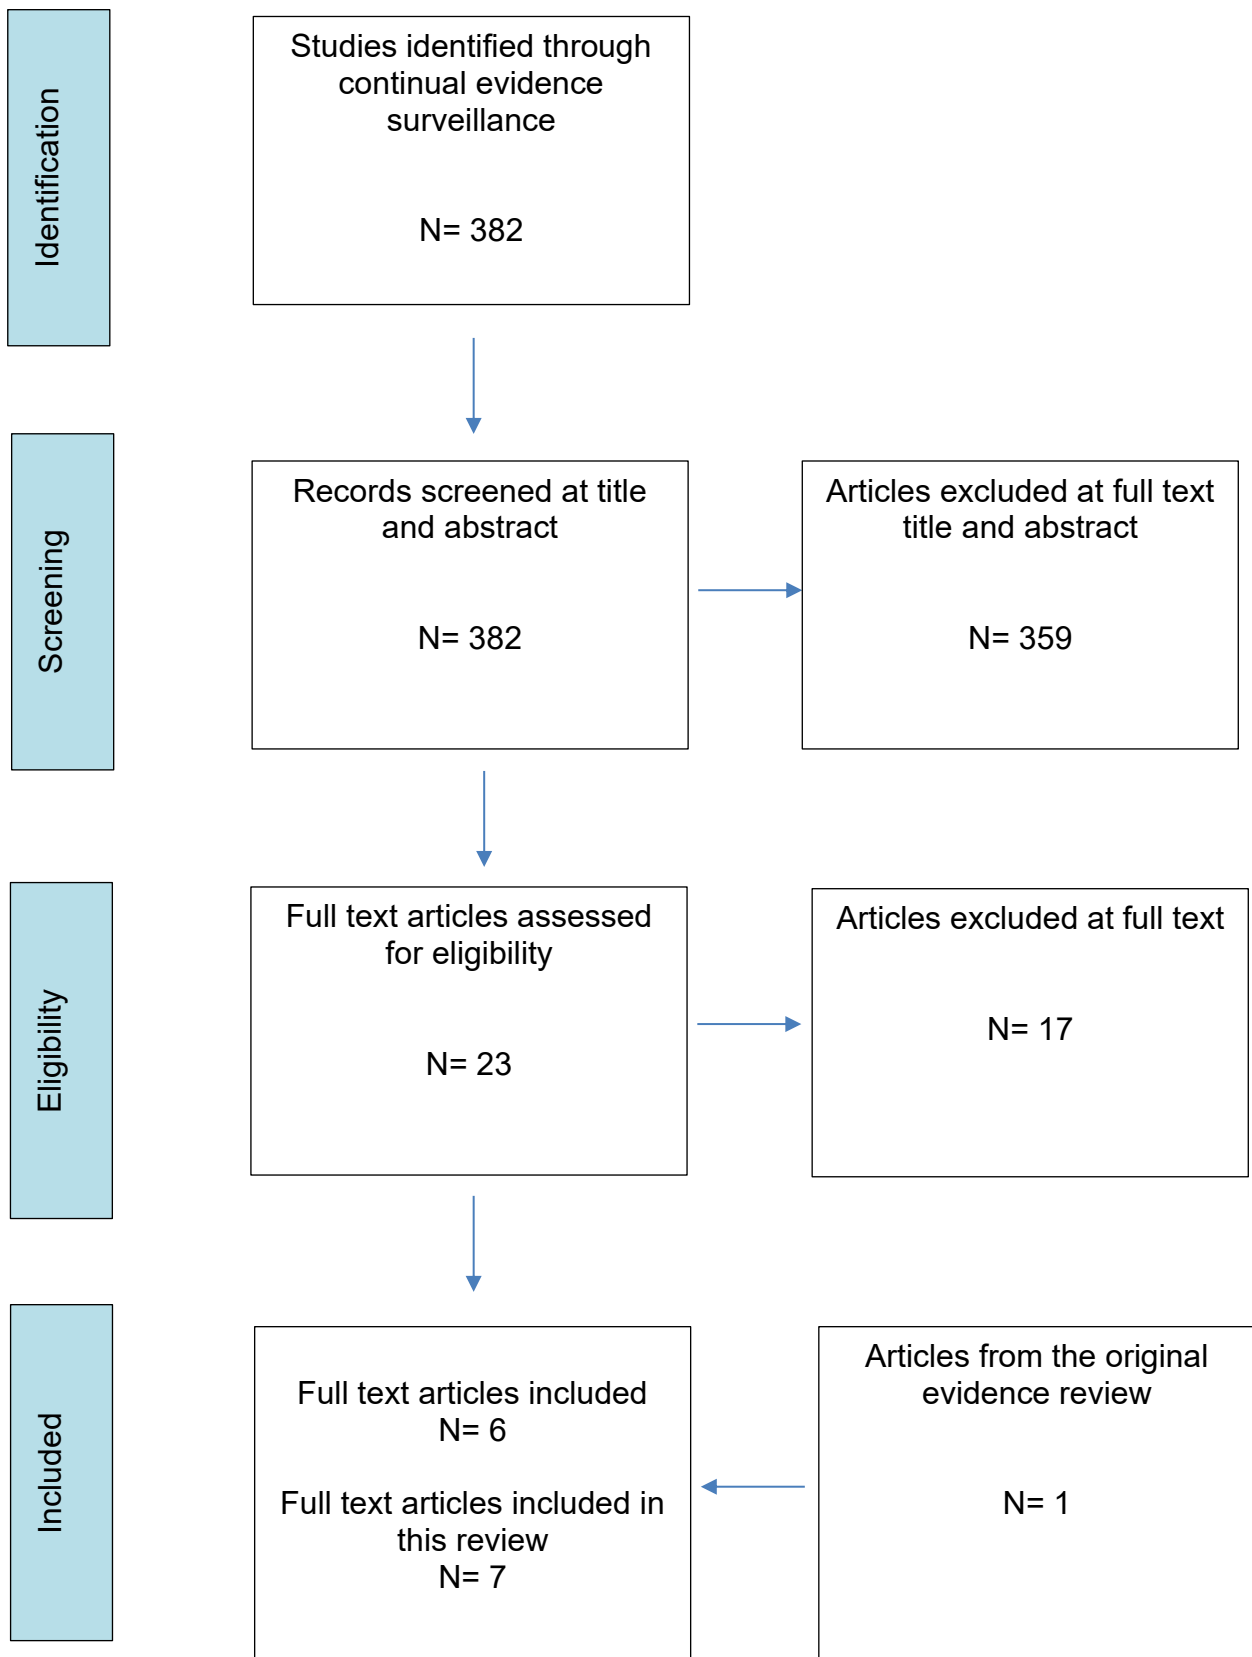 Identification
Studies identified through
continual evidence
surveillance
N= 382
Screening
Records screened at title
and abstract
N= 382
Articles excluded at full text
title and abstract
N= 359
Eligibility
Full text articles assessed
for eligibility
N= 23
Articles excluded at full text
N= 17
Included
Full text articles included
N= 6
Full text articles included in
this review
N= 7
Articles from the original
evidence review
N= 1